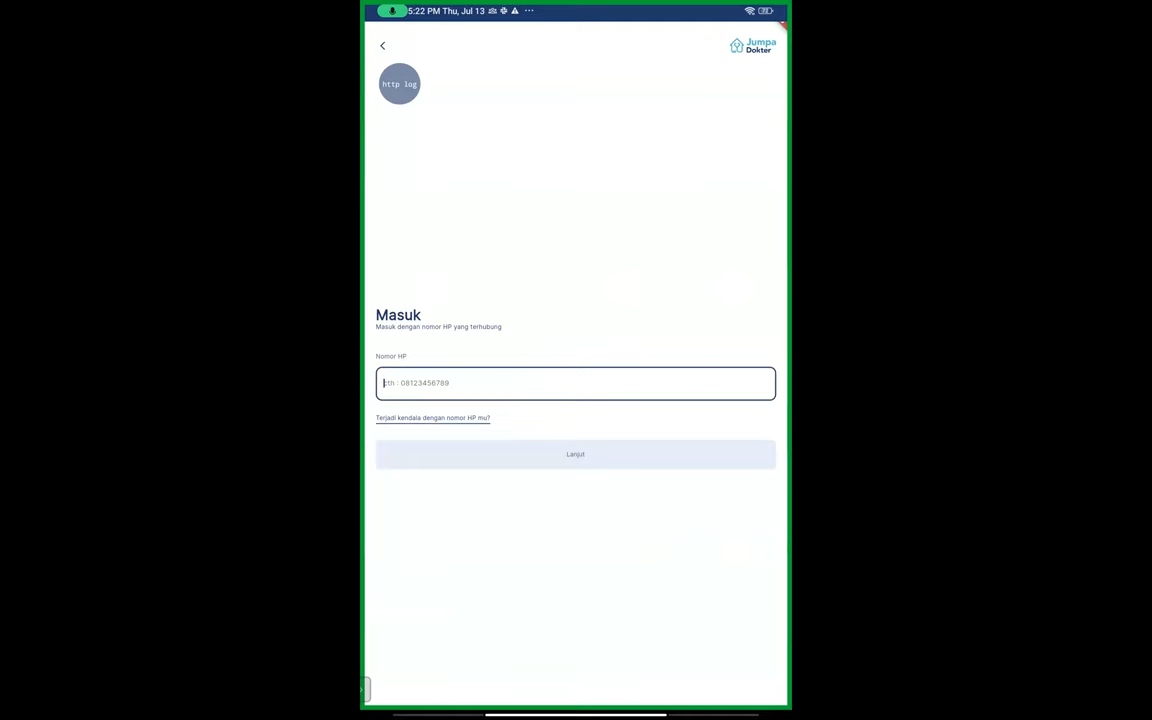 5:22 PM Thu, Jul 13
Jumpa
Dokter
http log
Masuk
Masuk dengan nomor HP yang terhubung
Nomor HP
cth : 08123456789
Terjadi kendala dengan nomor HP mu?
Lanjut